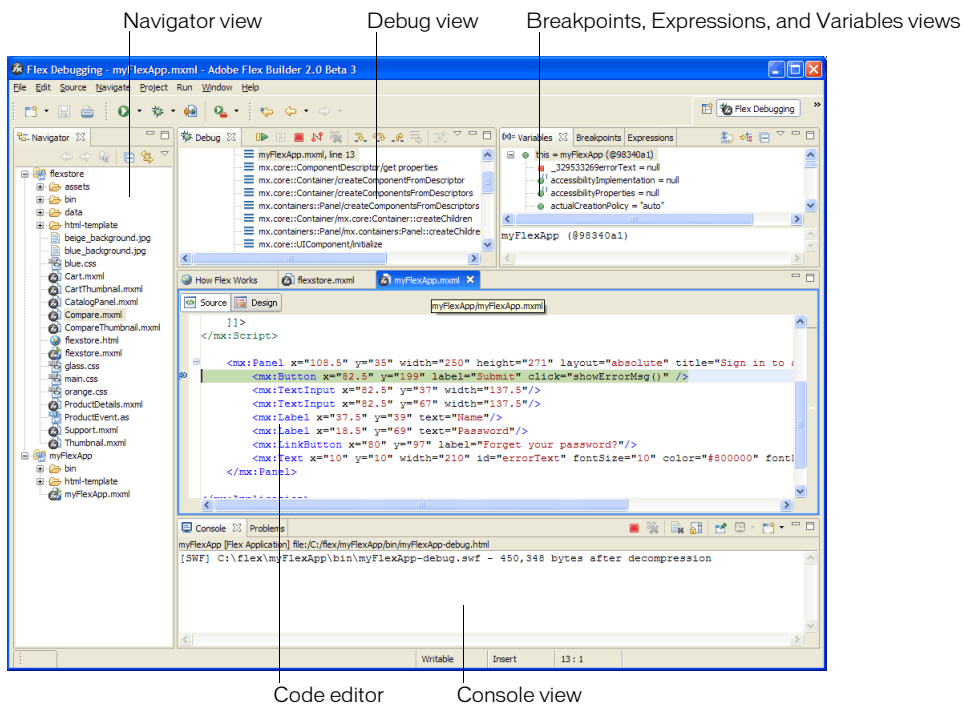 Navigator view
Debug view
Breakpoints, Expressions, and Variables views
Flex Debugging - myFlexApp.mxml - Adobe Flex Builder 2.0 Beta 3
File Edit Source Navigate Project Run Window Help
Flex Debugging
»
Navigator
flexstore
assets
bin
data
html-template
beige_background.jpg
blue_background.jpg
blue.css
Cart.mxml
CartThumbnail.mxml
CatalogPanel.mxml
Compare.mxml
CompareThumbnail.mxml
flexstore.html
flexstore.mxml
glass.css
main.css
orange.css
ProductDetails.mxml
ProductEvent.as
Support.mxml
Thumbnail.mxml
myFlexApp
bin
html-template
myFlexApp.mxml
Debug
myFlexApp.mxml, line 13
mx.core::ComponentDescriptor/get properties
mx.core::Container/createComponentFromDescriptor
mx.core::Container/createComponentsFromDescriptors
mx.containers::Panel/createComponentsFromDescriptors
mx.core::Container/mx.core:Container::createChildren
mx.containers::Panel/mx.containers:Panel::createChildre
mx.core::UIComponent/initialize
(x)= Variables Breakpoints Expressions
this = myFlexApp (@98340a1)
_329533269errorText = null
accessibilityImplementation = null
accessibilityProperties = null
actualCreationPolicy = "auto"
myFlexApp (@98340a1)
How Flex Works flexstore.mxml myFlexApp.mxml
Source Design
myFlexApp/myFlexApp.mxml
]]>
</mx:Script>
<mx:Panel x="108.5" y="35" width="250" height="271" layout="absolute" title="Sign in to a
<mx:Button x="82.5" y="199" label="Submit" click="showErrorMsg()" />
<mx:TextInput x="82.5" y="37" width="137.5"/>
<mx:TextInput x="82.5" y="67" width="137.5"/>
<mx:Label x="37.5" y="39" text="Name"/>
<mx:Label x="18.5" y="69" text="Password"/>
<mx:LinkButton x="80" y="97" label="Forget your password?"/>
<mx:Text x="10" y="10" width="210" id="errorText" fontSize="10" color="#800000" font
</mx:Panel>
</mx:Application>
Console Problems
myFlexApp [Flex Application] file:/C:/flex/myFlexApp/bin/myFlexApp-debug.html
[SWF] C:\flex\myFlexApp\bin\myFlexApp-debug.swf - 450,348 bytes after decompression
Writable Insert 13 : 1
Code editor
Console view